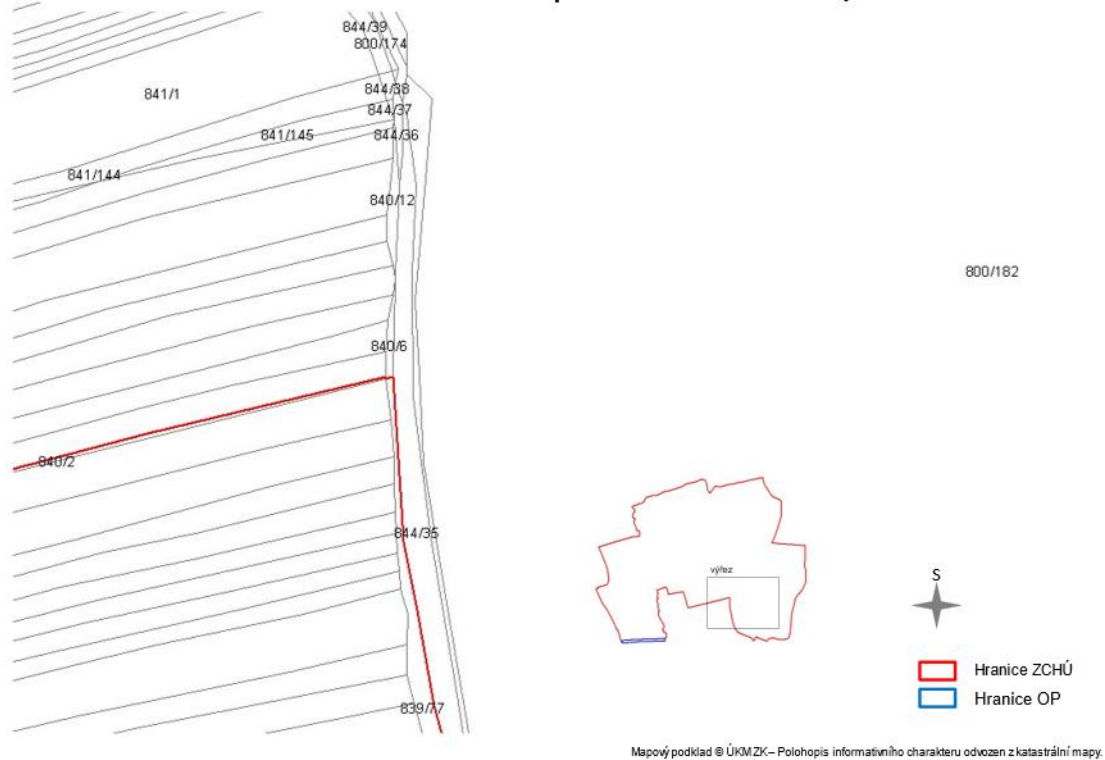 844/39
800/174
841/1
844/38
844/37
841/145
844/36
841/144
840/12
800/182
840/6
840/2
844/35
výřez
S
Hranice ZCHÚ
Hranice OP
839/77
Mapový podklad © ÚKMZK– Polohopis informativního charakteru odvozen z katastrální mapy.